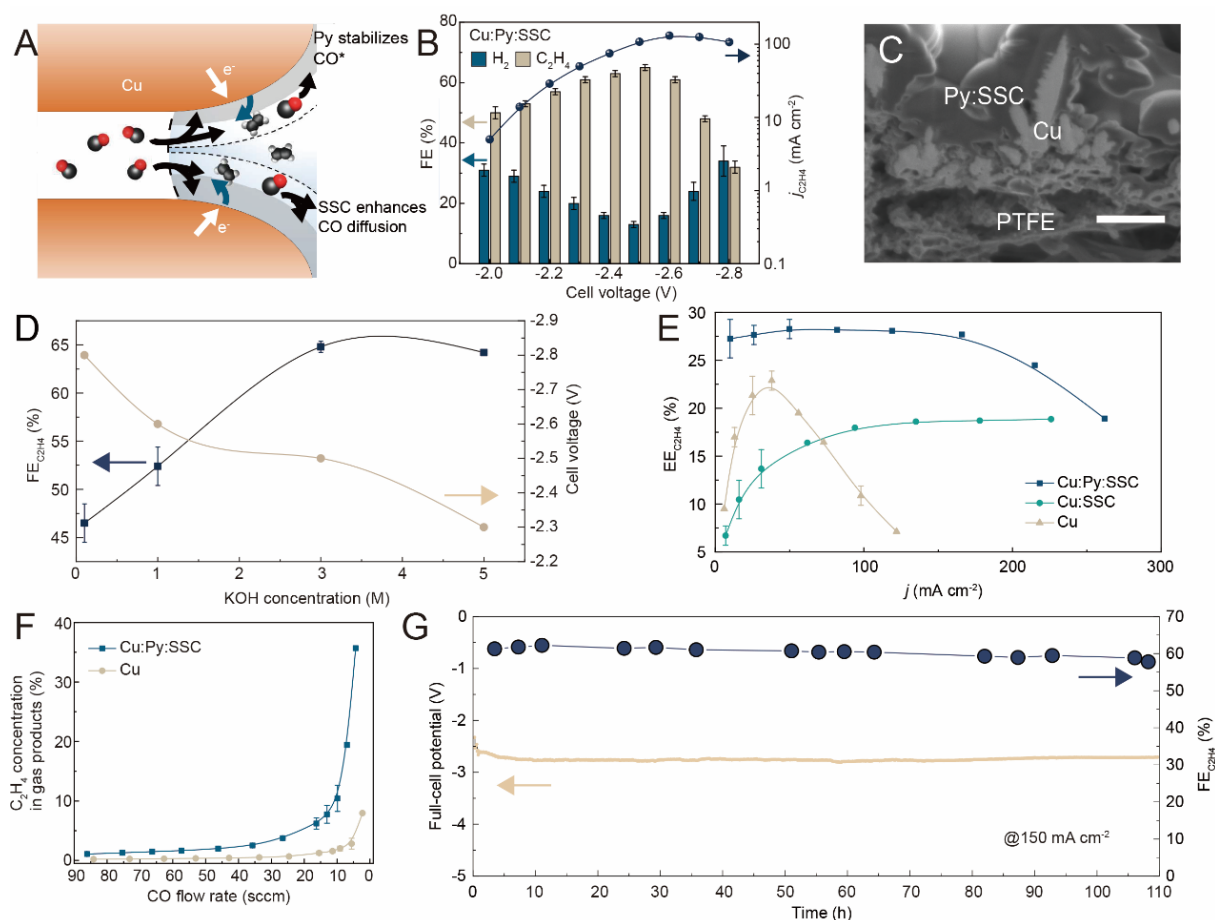 A
Cu
e-
Py stabilizes
CO*
SSC enhances
CO diffusion
e-
B
Cu:Py:SSC
H2
C2H4
FE (%)
80
60
40
20
0
-2.0
-2.2
-2.4
-2.6
-2.8
Cell voltage (V)
100
10
1
0.1
jC2H4 (mA cm-2)
C
Py:SSC
Cu
PTFE
D
FEC2H4 (%)
65
60
55
50
45
0
1
2
3
4
5
KOH concentration (M)
-2.9
-2.8
-2.7
-2.6
-2.5
-2.4
-2.3
-2.2
Cell voltage (V)
E
EEC2H4 (%)
30
25
20
15
10
5
0
100
200
300
j (mA cm-2)
Cu:Py:SSC
Cu:SSC
Cu
F
C2H4 concentration
in gas products (%)
40
30
20
10
0
90
80
70
60
50
40
30
20
10
0
CO flow rate (sccm)
Cu:Py:SSC
Cu
G
Full-cell potential (V)
0
-1
-2
-3
-4
-5
0
10
20
30
40
50
60
70
80
90
100
110
Time (h)
70
60
50
40
30
20
10
0
FEC2H4 (%)
@150 mA cm-2